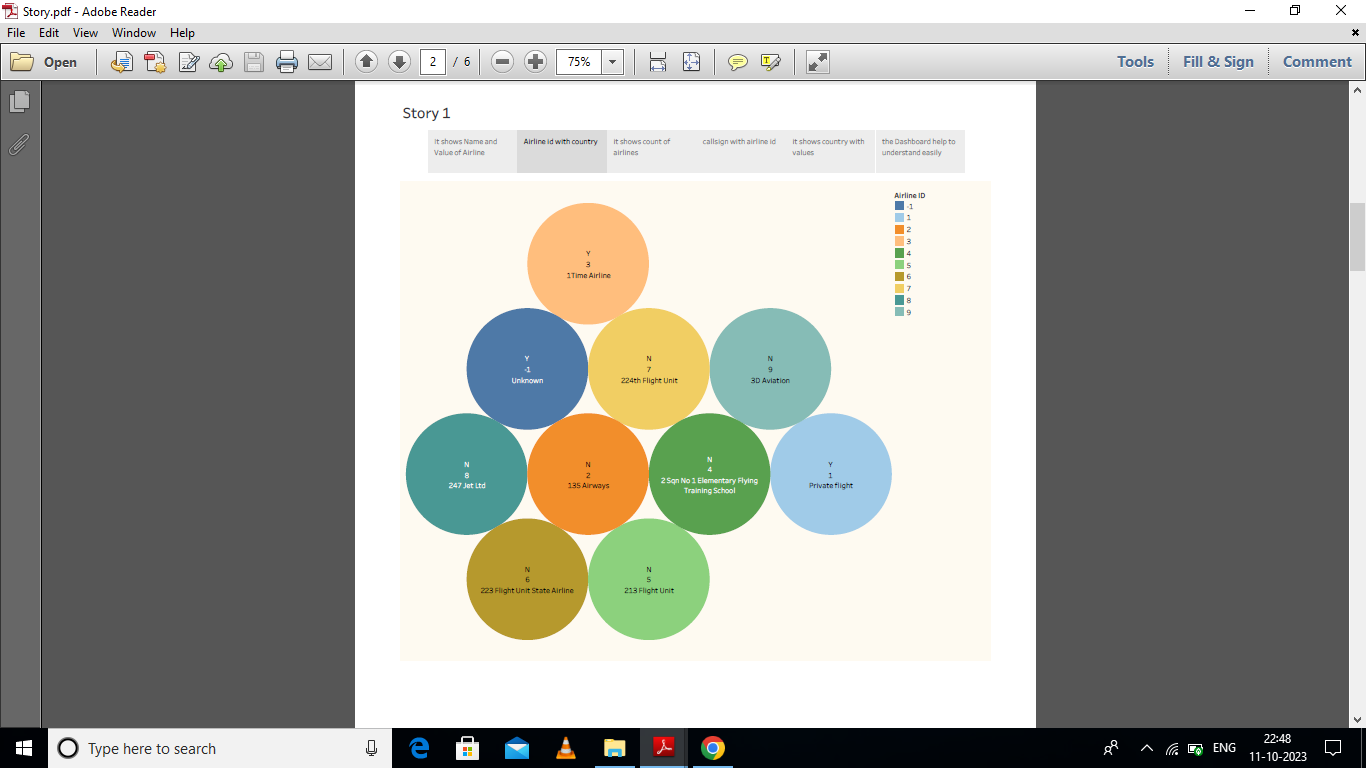 Story.pdf - Adobe Reader
File Edit View Window Help
Open 2 / 6 75% Tools Fill & Sign Comment
Story 1
it shows Name and
Value of Airline
Airline id with country
it shows count of
airlines
callsign with airline id
it shows country with
values
the Dashboard help to
understand easily
Airline ID
-1
1
2
3
4
5
6
7
8
9
Y
3
1Time Airline
Y
-1
Unknown
N
7
224th Flight Unit
N
9
3D Aviation
N
8
247 Jet Ltd
N
2
135 Airways
N
4
2 Sqn No 1 Elementary Flying
Training School
Y
1
Private flight
N
6
223 Flight Unit State Airline
N
5
213 Flight Unit
Type here to search
ENG
22:48
11-10-2023